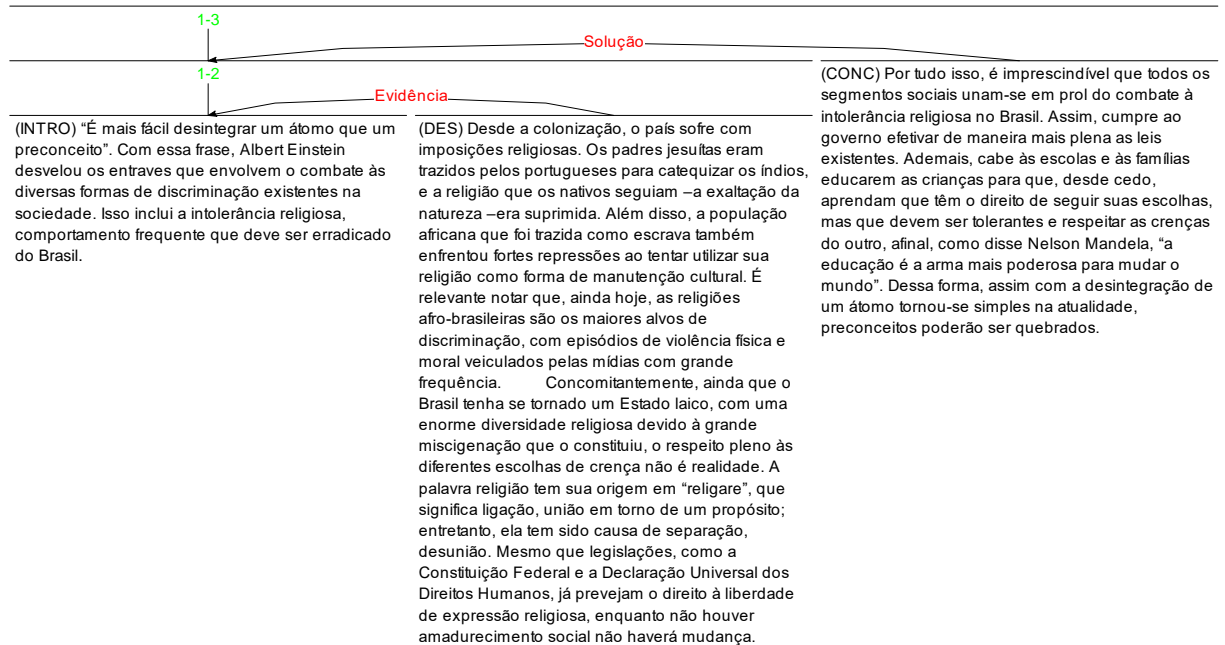 1-3
Solução
1-2
Evidência
(INTRO) “É mais fácil desintegrar um átomo que um
preconceito”. Com essa frase, Albert Einstein
desvelou os entraves que envolvem o combate às
diversas formas de discriminação existentes na
sociedade. Isso inclui a intolerância religiosa,
comportamento frequente que deve ser erradicado
do Brasil.
(DES) Desde a colonização, o país sofre com
imposições religiosas. Os padres jesuítas eram
trazidos pelos portugueses para catequizar os índios,
e a religião que os nativos seguiam –a exaltação da
natureza –era suprimida. Além disso, a população
africana que foi trazida como escrava também
enfrentou fortes repressões ao tentar utilizar sua
religião como forma de manutenção cultural. É
relevante notar que, ainda hoje, as religiões
afro-brasileiras são os maiores alvos de
discriminação, com episódios de violência física e
moral veiculados pelas mídias com grande
frequência. Concomitantemente, ainda que o
Brasil tenha se tornado um Estado laico, com uma
enorme diversidade religiosa devido à grande
miscigenação que o constituiu, o respeito pleno às
diferentes escolhas de crença não é realidade. A
palavra religião tem sua origem em “religare”, que
significa ligação, união em torno de um propósito;
entretanto, ela tem sido causa de separação,
desunião. Mesmo que legislações, como a
Constituição Federal e a Declaração Universal dos
Direitos Humanos, já prevejam o direito à liberdade
de expressão religiosa, enquanto não houver
amadurecimento social não haverá mudança.
(CONC) Por tudo isso, é imprescindível que todos os
segmentos sociais unam-se em prol do combate à
intolerância religiosa no Brasil. Assim, cumpre ao
governo efetivar de maneira mais plena as leis
existentes. Ademais, cabe às escolas e às famílias
educarem as crianças para que, desde cedo,
aprendam que têm o direito de seguir suas escolhas,
mas que devem ser tolerantes e respeitar as crenças
do outro, afinal, como disse Nelson Mandela, “a
educação é a arma mais poderosa para mudar o
mundo”. Dessa forma, assim com a desintegração de
um átomo tornou-se simples na atualidade,
preconceitos poderão ser quebrados.